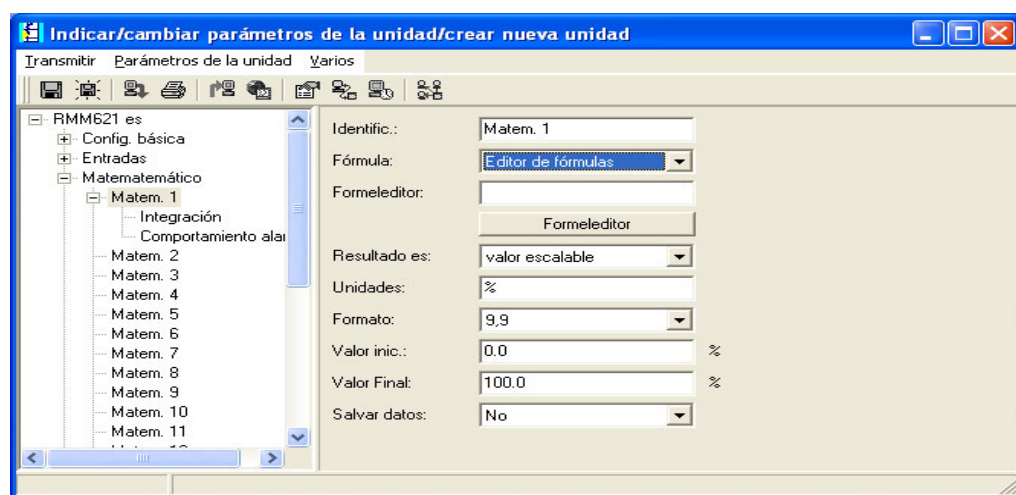 Indicar/cambiar parámetros de la unidad/crear nueva unidad
Transmitir Parámetros de la unidad Varios
RMM621 es
Config. básica
Entradas
Matematemático
Matem. 1
Integración
Comportamiento alar
Matem. 2
Matem. 3
Matem. 4
Matem. 5
Matem. 6
Matem. 7
Matem. 8
Matem. 9
Matem. 10
Matem. 11
Identific.: Matem. 1
Fórmula: Editor de fórmulas
Formeleditor:
Formeleditor
Resultado es: valor escalable
Unidades: %
Formato: 9,9
Valor inic.: 0.0 %
Valor Final: 100.0 %
Salvar datos: No